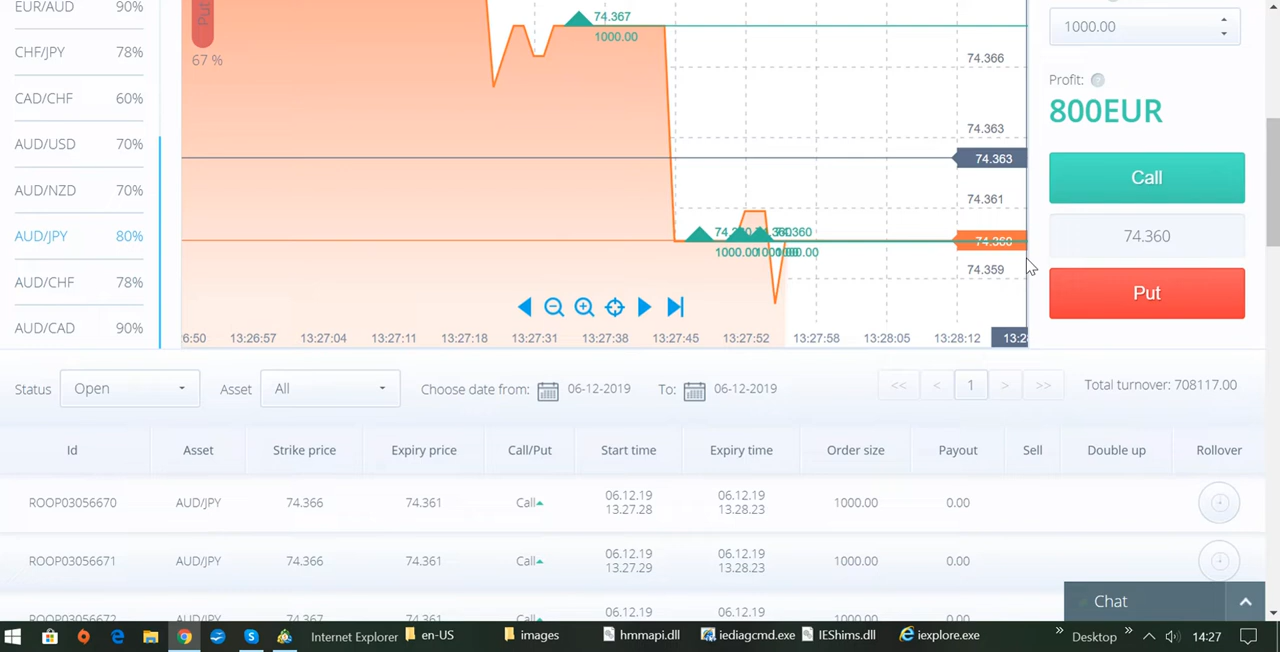 EUR/AUD 90%
CHF/JPY 78%
CAD/CHF 60%
AUD/USD 70%
AUD/NZD 70%
AUD/JPY 80%
AUD/CHF 78%
AUD/CAD 90%
Put
67 %
74.367
1000.00
74.366
74.363
74.363
74.361
74.360
74.360
74.359
1000.00
6:50 13:26:57 13:27:04 13:27:11 13:27:18 13:27:31 13:27:38 13:27:45 13:27:52 13:27:58 13:28:05 13:28:12 13:28
1000.00
Profit:
800EUR
Call
74.360
Put
Status Open Asset All Choose date from: 06-12-2019 To: 06-12-2019 << < 1 > >> Total turnover: 708117.00
Id Asset Strike price Expiry price Call/Put Start time Expiry time Order size Payout Sell Double up Rollover
ROOP03056670 AUD/JPY 74.366 74.361 Call 06.12.19 13.27.28 06.12.19 13.28.23 1000.00 0.00
ROOP03056671 AUD/JPY 74.366 74.361 Call 06.12.19 13.27.29 06.12.19 13.28.23 1000.00 0.00
ROOP03056672 AUD/JPY 74.367 74.361 Call 06.12.19 06.12.19 1000.00 0.00
Chat
Internet Explorer en-US images hmmapi.dll iediagcmd.exe IEShims.dll iexplore.exe » Desktop » 14:27